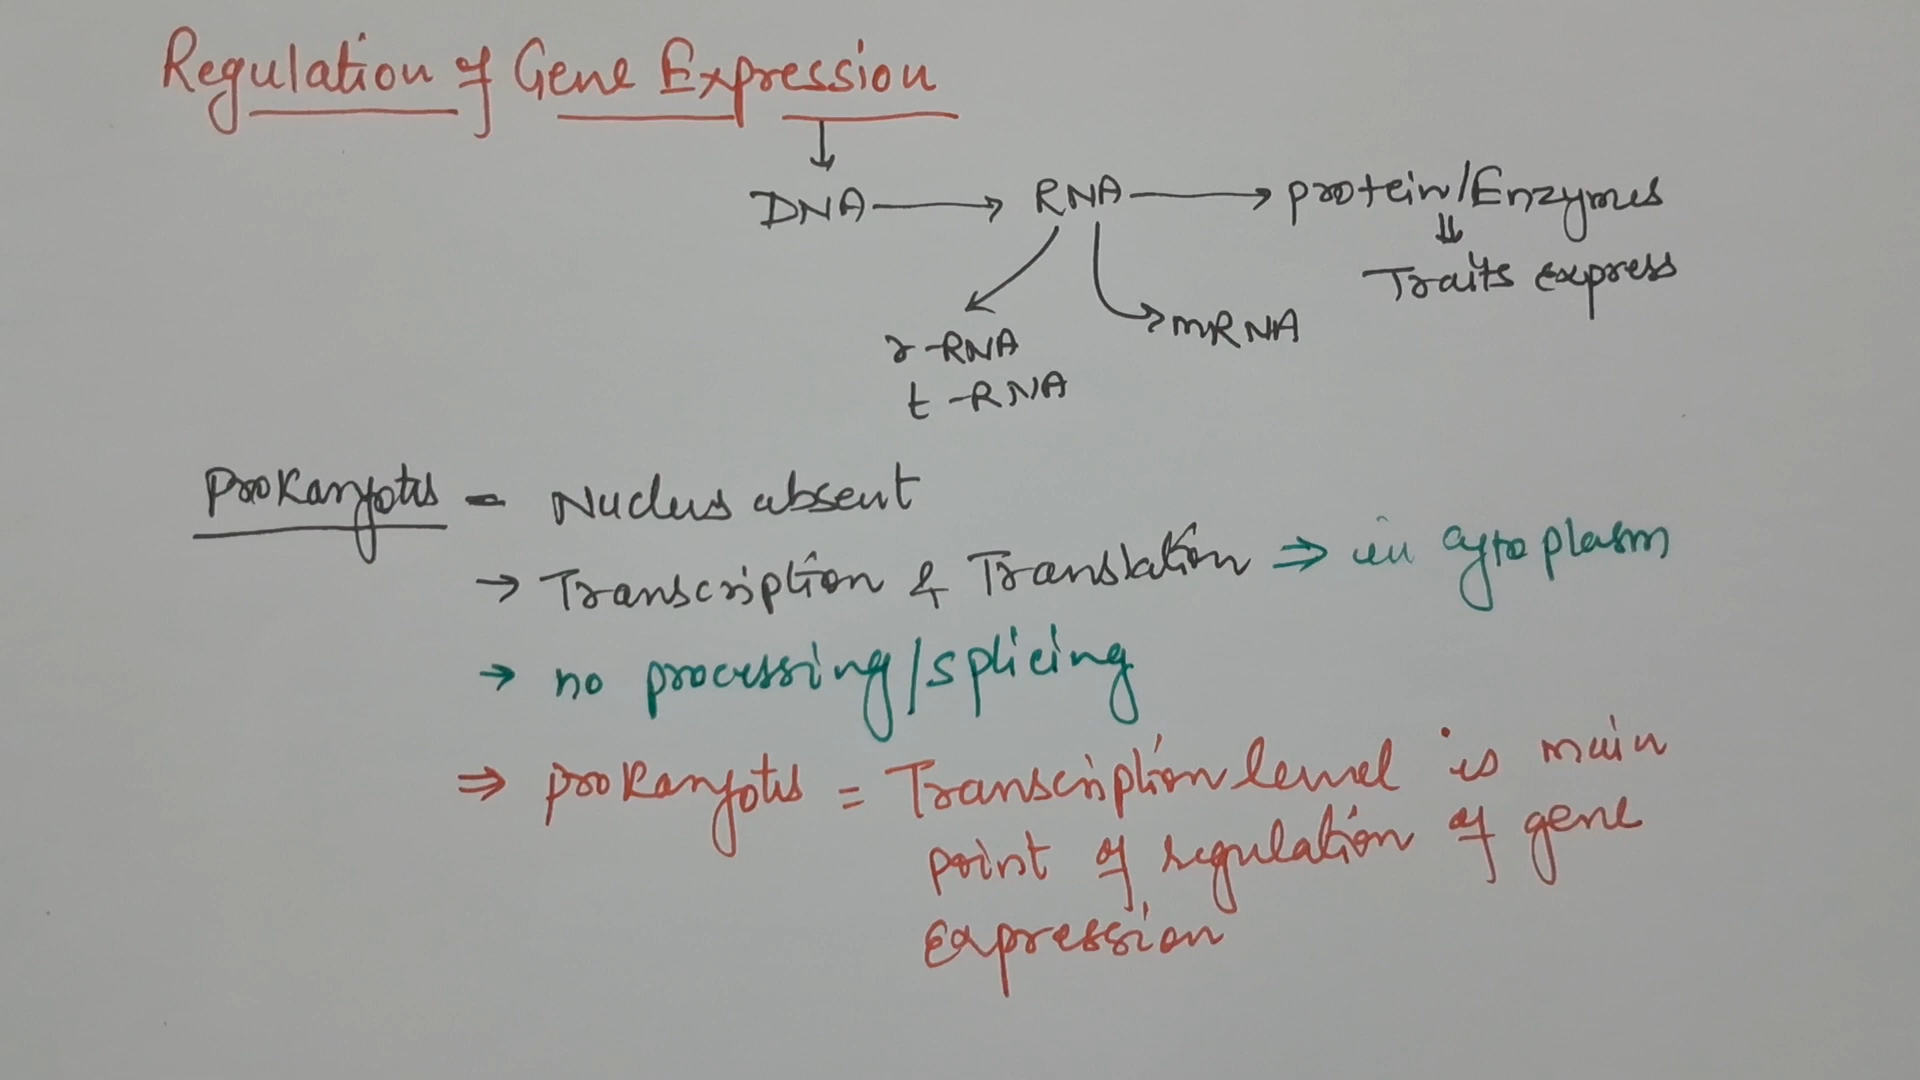 Regulation of Gene Expression
↓
DNA → RNA → protein/Enzymes
⇓
Traits express
r-RNA
t-RNA
mRNA
Prokaryotes - Nucleus absent
→ Transcription & Translation ⇒ in cytoplasm
→ no processing/splicing
⇒ prokaryotes = Transcription level is main
point of regulation of gene
expression